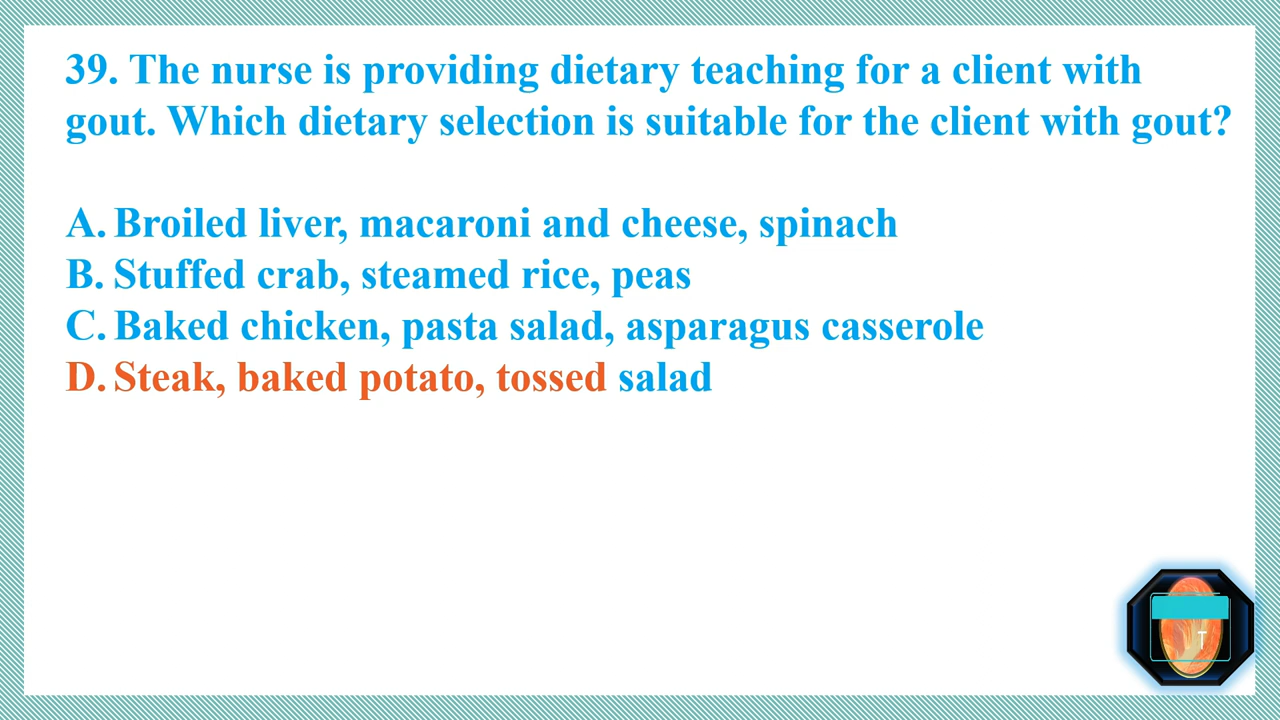 39. The nurse is providing dietary teaching for a client with
gout. Which dietary selection is suitable for the client with gout?
A. Broiled liver, macaroni and cheese, spinach
B. Stuffed crab, steamed rice, peas
C. Baked chicken, pasta salad, asparagus casserole
D. Steak, baked potato, tossed salad
T